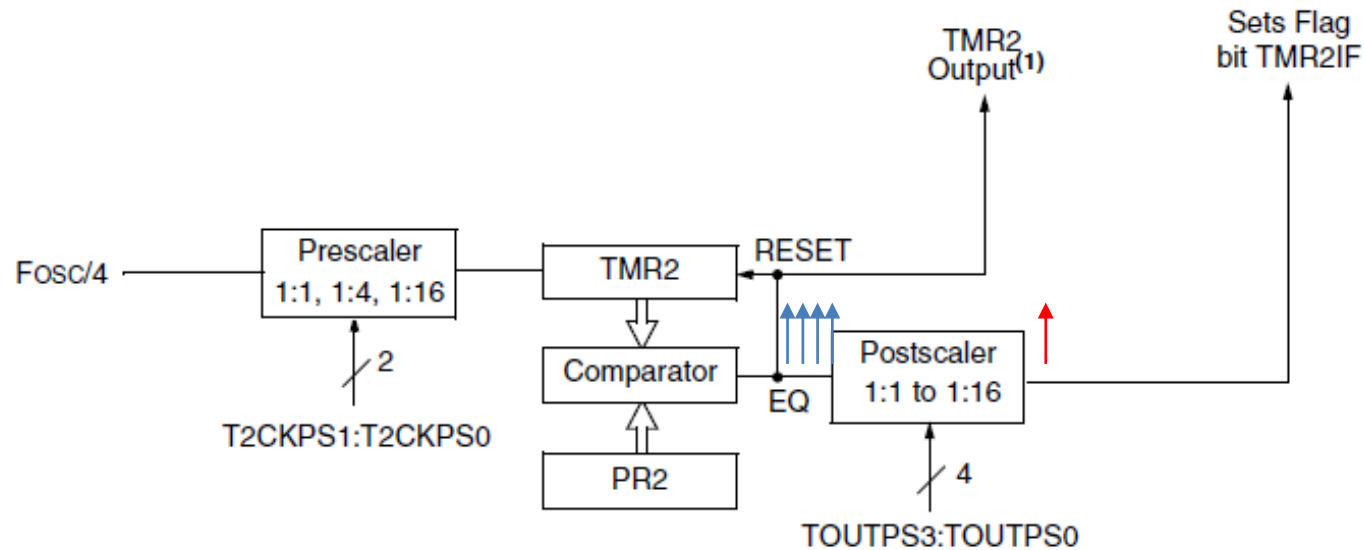 Sets Flag
bit TMR2IF
TMR2
Output(1)
Prescaler
1:1, 1:4, 1:16
FOSC/4
TMR2
RESET
2
Comparator
EQ
Postscaler
1:1 to 1:16
T2CKPS1:T2CKPS0
PR2
4
TOUTPS3:TOUTPS0